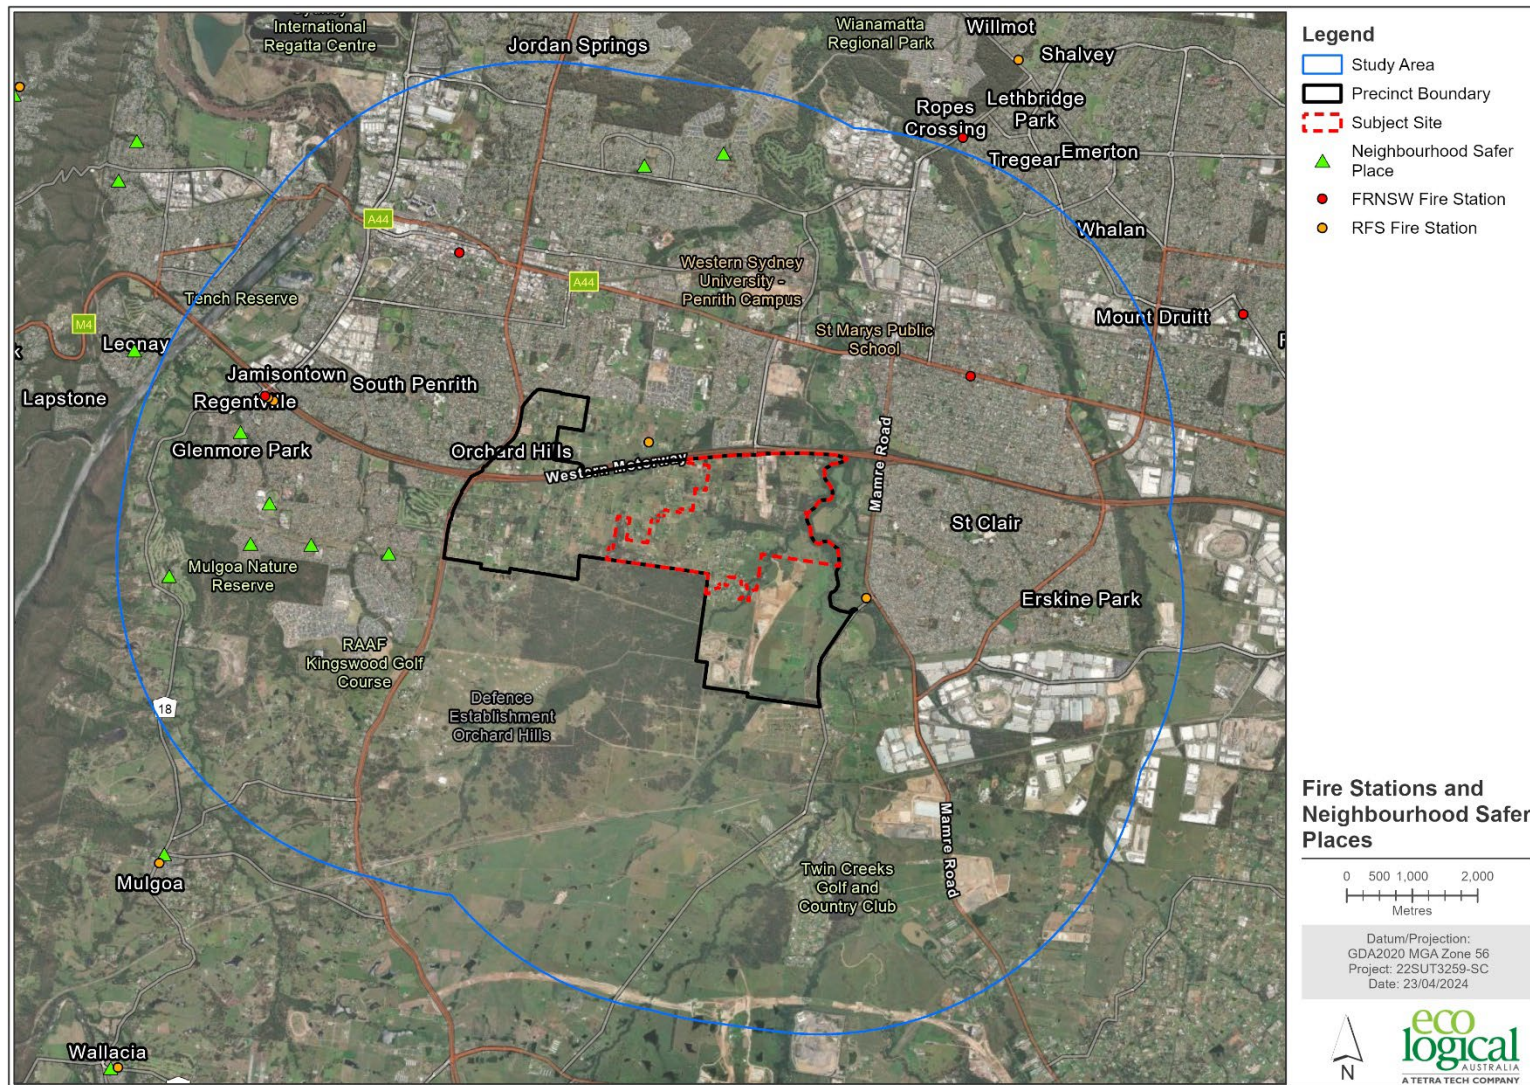 International
Regatta Centre
Jordan Springs
Wianamatta
Regional Park
Willmot
Shalvey
Lethbridge
Park
Ropes
Crossing
Tregear
Emerton
Whalan
A44
A44
Western Sydney
University -
Penrith Campus
Tench Reserve
M4
Leonay
Lapstone
Jamisontown
Regentville
South Penrith
Glenmore Park
St Marys Public
School
Mount Druitt
Orchard Hills
Western Motorway
Mamre Road
St Clair
Mulgoa Nature
Reserve
Erskine Park
RAAF
Kingswood Golf
Course
Defence
Establishment
Orchard Hills
18
Mulgoa
Twin Creeks
Golf and
Country Club
Mamre Road
Wallacia
Legend
Study Area
Precinct Boundary
Subject Site
Neighbourhood Safer
Place
FRNSW Fire Station
RFS Fire Station
Fire Stations and
Neighbourhood Safer
Places
0 500 1,000 2,000
Metres
Datum/Projection:
GDA2020 MGA Zone 56
Project: 22SUT3259-SC
Date: 23/04/2024
N
eco
logical
AUSTRALIA
A TETRA TECH COMPANY